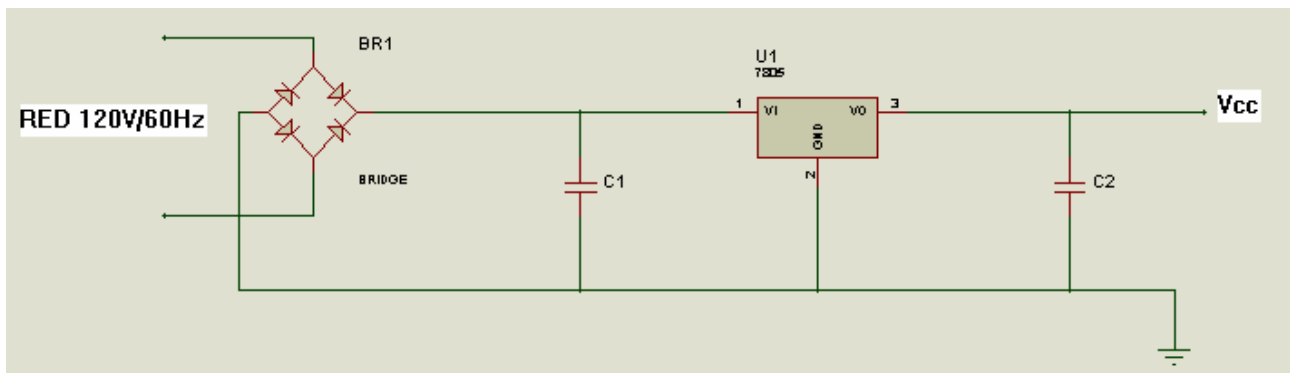 BR1
U1
7805
1
VI
VO
3
Vcc
RED 120V/60Hz
GND
BRIDGE
2
C1
C2